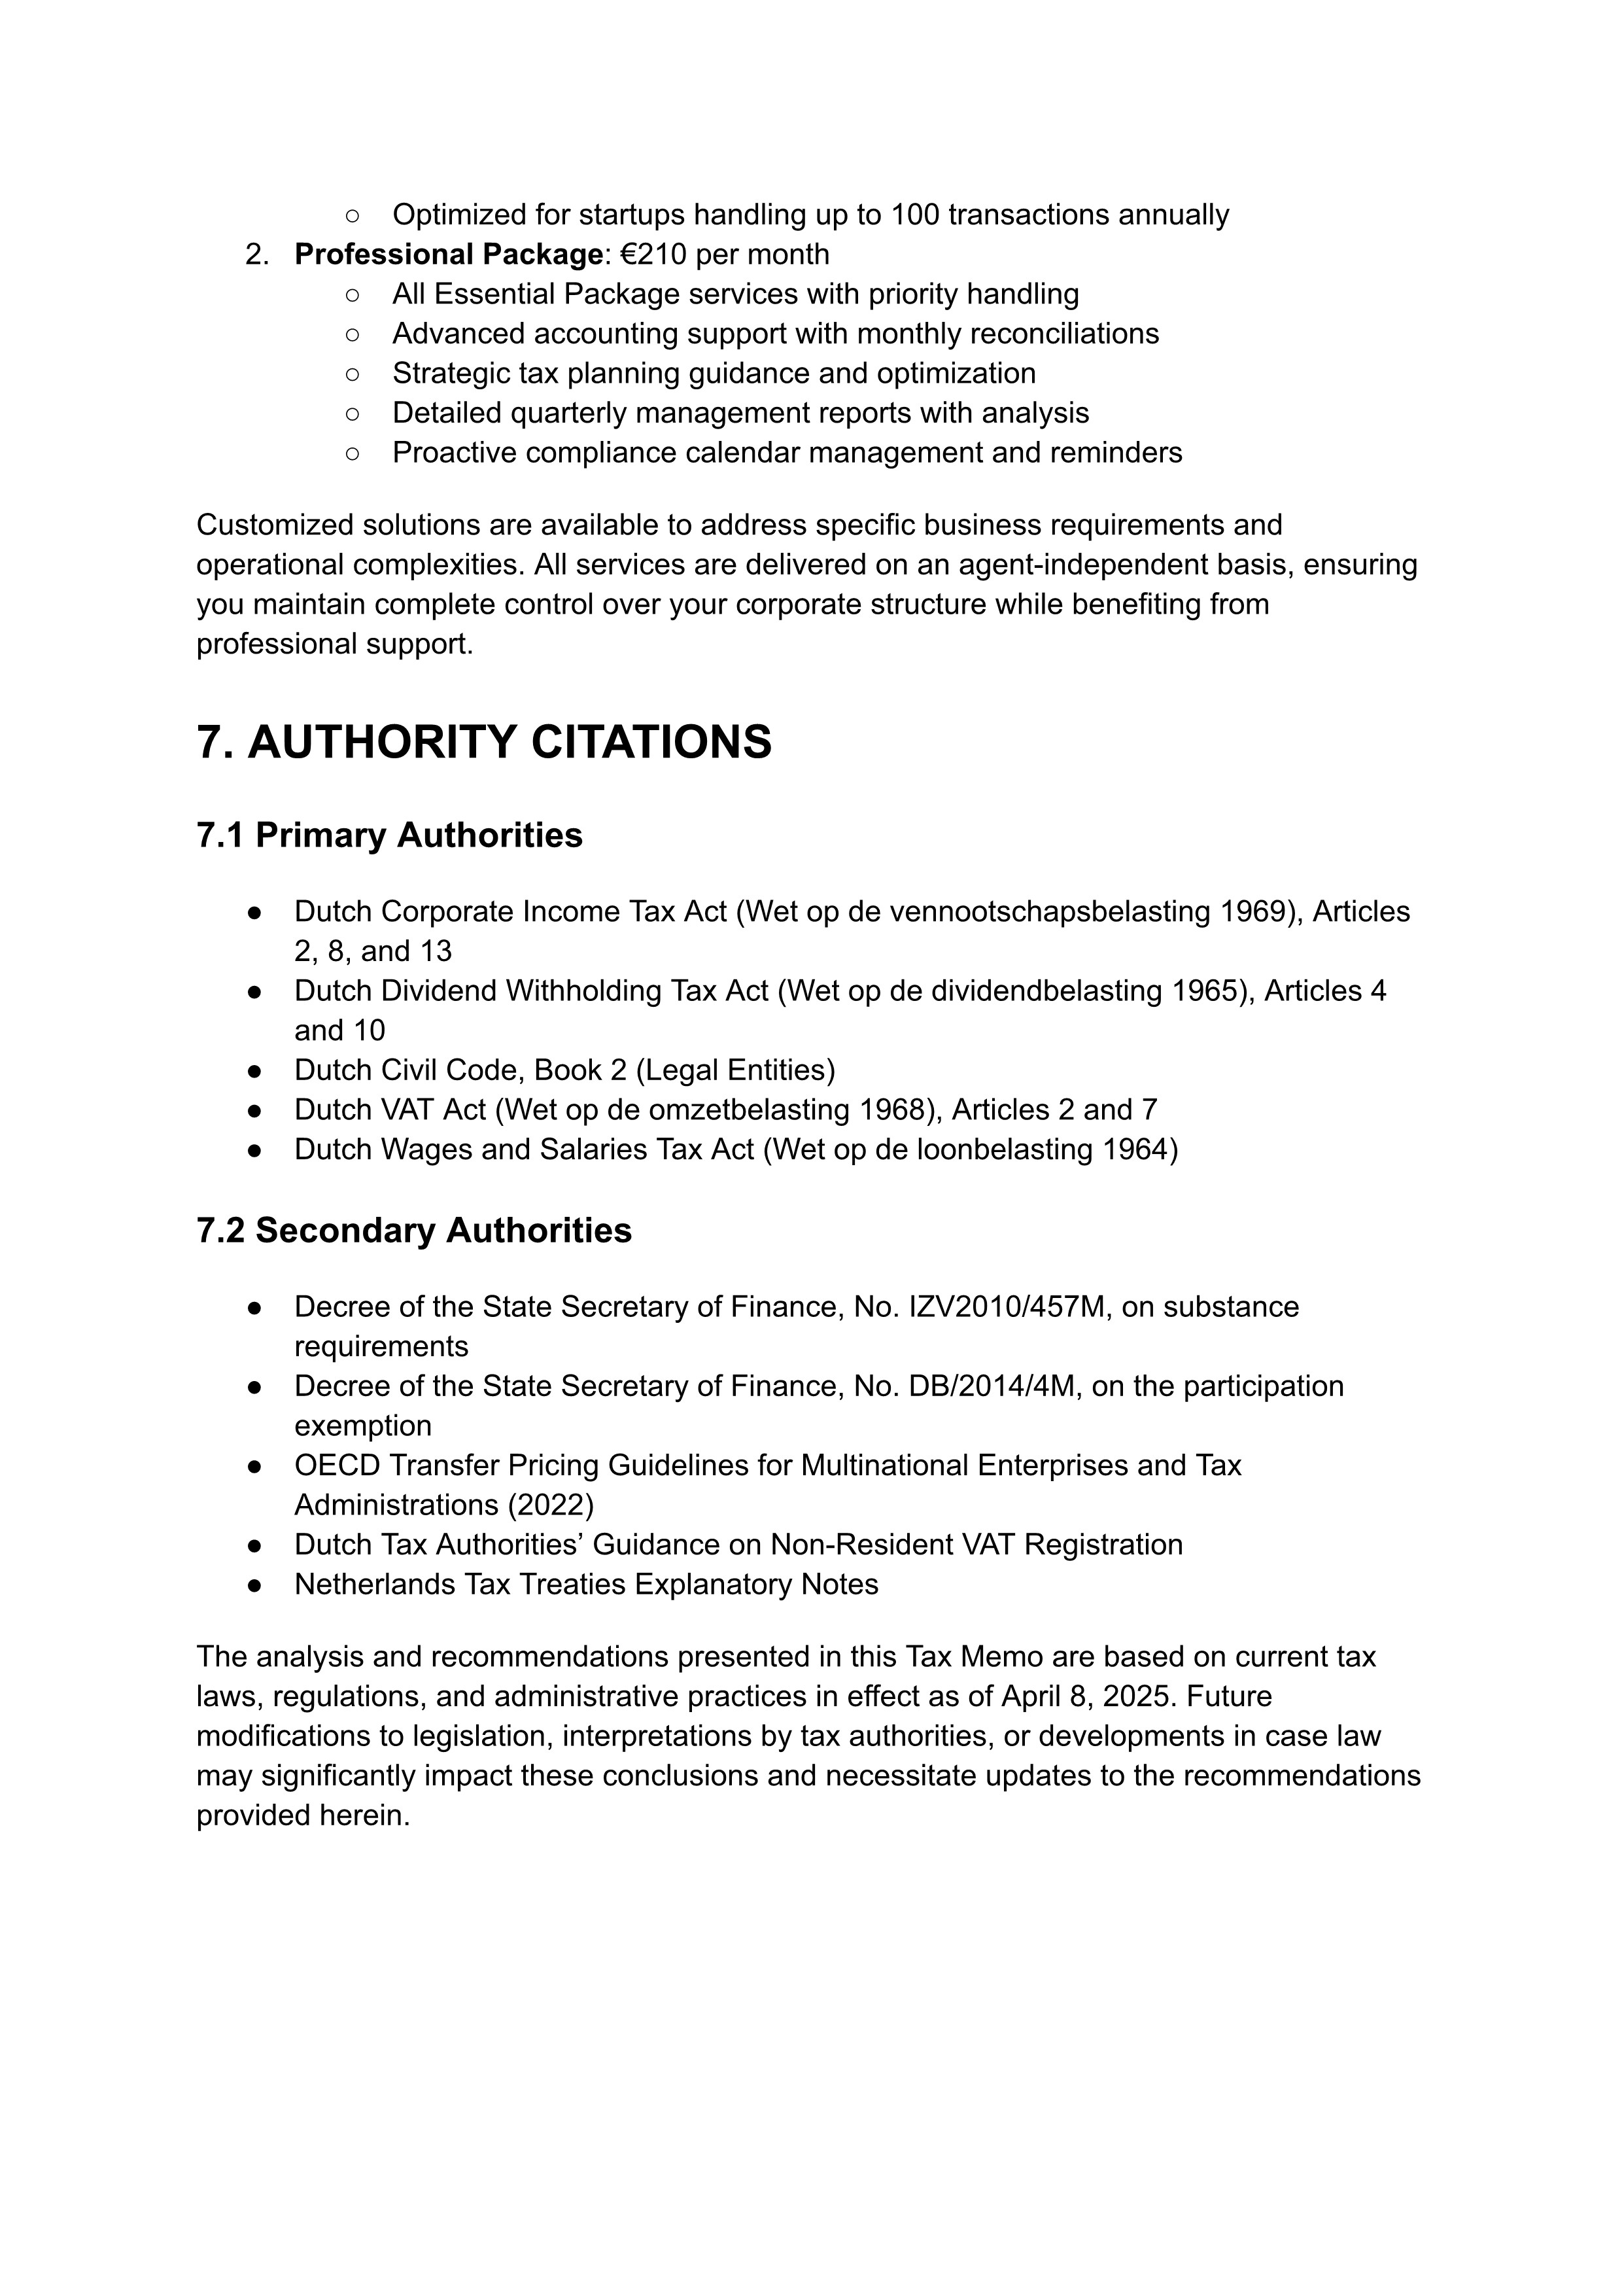 ○ Optimized for startups handling up to 100 transactions annually
2. Professional Package: €210 per month
○ All Essential Package services with priority handling
○ Advanced accounting support with monthly reconciliations
○ Strategic tax planning guidance and optimization
○ Detailed quarterly management reports with analysis
○ Proactive compliance calendar management and reminders
Customized solutions are available to address specific business requirements and
operational complexities. All services are delivered on an agent-independent basis, ensuring
you maintain complete control over your corporate structure while benefiting from
professional support.
7. AUTHORITY CITATIONS
7.1 Primary Authorities
● Dutch Corporate Income Tax Act (Wet op de vennootschapsbelasting 1969), Articles
2, 8, and 13
● Dutch Dividend Withholding Tax Act (Wet op de dividendbelasting 1965), Articles 4
and 10
● Dutch Civil Code, Book 2 (Legal Entities)
● Dutch VAT Act (Wet op de omzetbelasting 1968), Articles 2 and 7
● Dutch Wages and Salaries Tax Act (Wet op de loonbelasting 1964)
7.2 Secondary Authorities
● Decree of the State Secretary of Finance, No. IZV2010/457M, on substance
requirements
● Decree of the State Secretary of Finance, No. DB/2014/4M, on the participation
exemption
● OECD Transfer Pricing Guidelines for Multinational Enterprises and Tax
Administrations (2022)
● Dutch Tax Authorities’ Guidance on Non-Resident VAT Registration
● Netherlands Tax Treaties Explanatory Notes
The analysis and recommendations presented in this Tax Memo are based on current tax
laws, regulations, and administrative practices in effect as of April 8, 2025. Future
modifications to legislation, interpretations by tax authorities, or developments in case law
may significantly impact these conclusions and necessitate updates to the recommendations
provided herein.